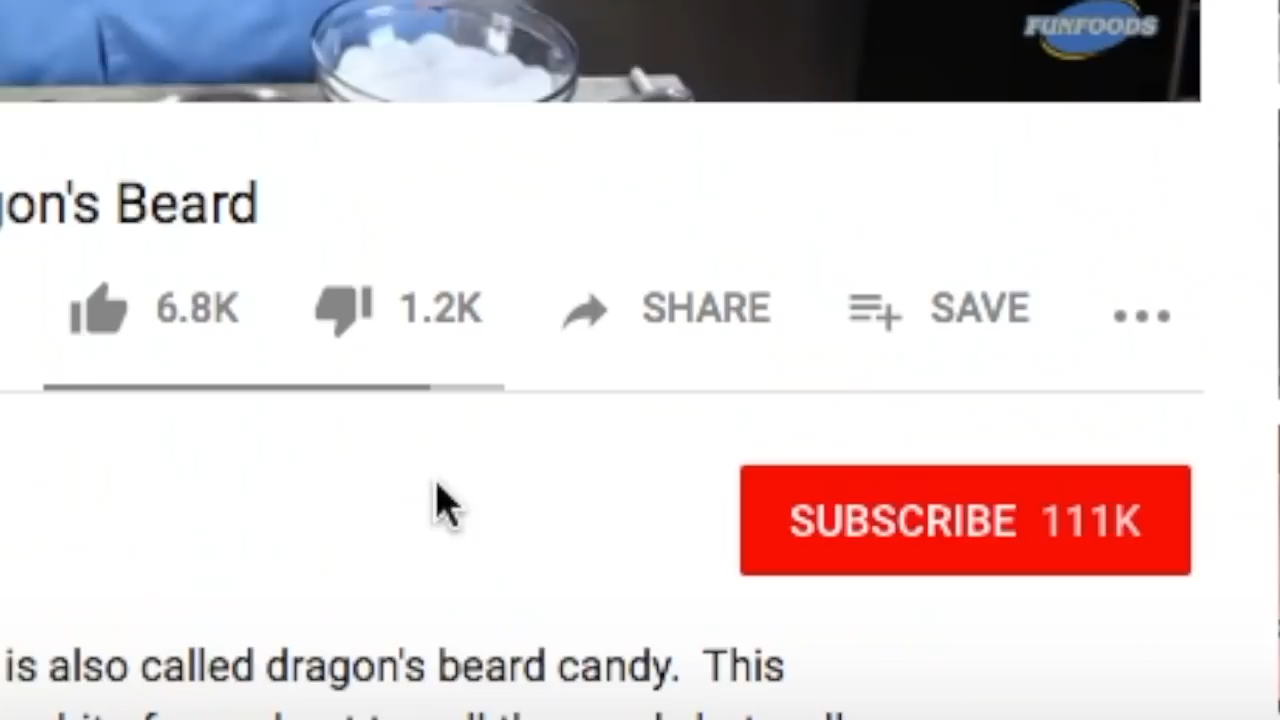 FUNFOODS
gon's Beard
6.8K 1.2K SHARE SAVE
SUBSCRIBE 111K
is also called dragon's beard candy. This